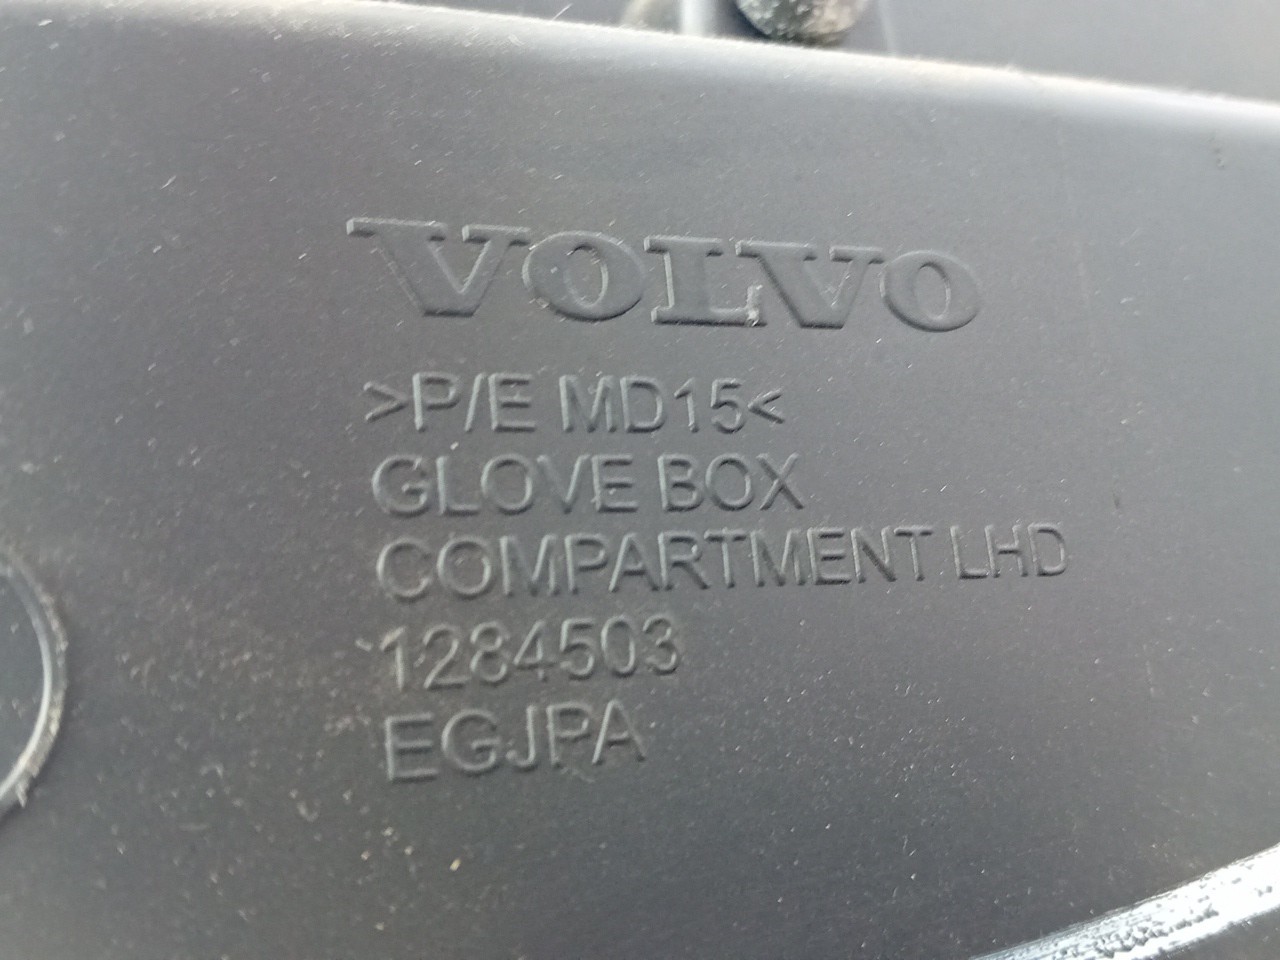 VOLVO
>P/E MD15<
GLOVE BOX
COMPARTMENT LHD
1284503
EGJPA